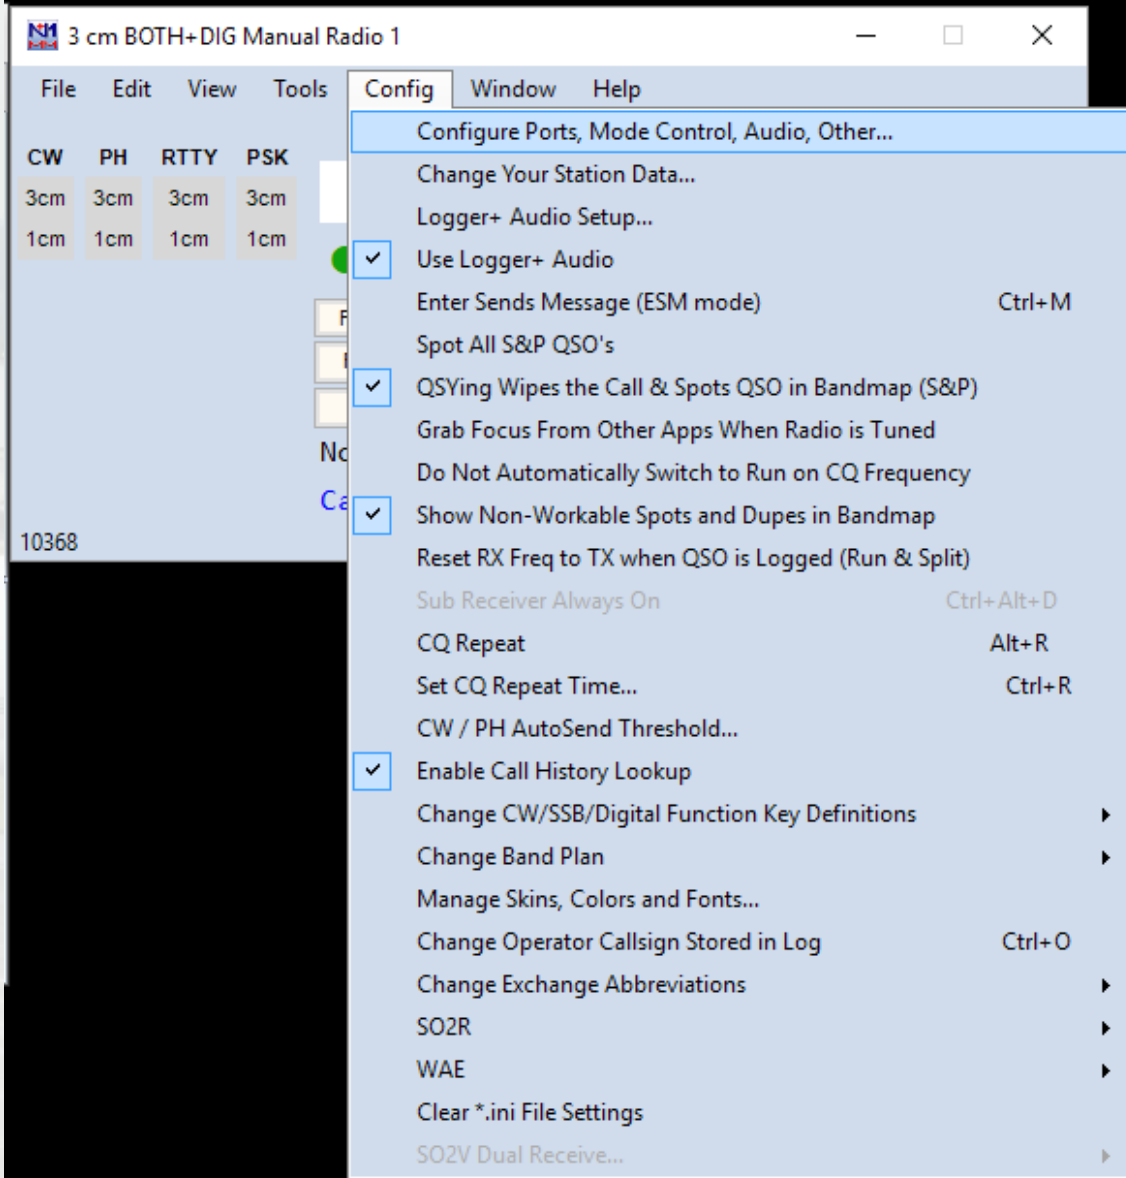 3 cm BOTH+DIG Manual Radio 1
File Edit View Tools Config Window Help
CW PH RTTY PSK
3cm 3cm 3cm 3cm
1cm 1cm 1cm 1cm
10368
Configure Ports, Mode Control, Audio, Other...
Change Your Station Data...
Logger+ Audio Setup...
Use Logger+ Audio
Enter Sends Message (ESM mode) Ctrl+M
Spot All S&P QSO's
QSYing Wipes the Call & Spots QSO in Bandmap (S&P)
Grab Focus From Other Apps When Radio is Tuned
Do Not Automatically Switch to Run on CQ Frequency
Show Non-Workable Spots and Dupes in Bandmap
Reset RX Freq to TX when QSO is Logged (Run & Split)
Sub Receiver Always On Ctrl+Alt+D
CQ Repeat Alt+R
Set CQ Repeat Time... Ctrl+R
CW / PH AutoSend Threshold...
Enable Call History Lookup
Change CW/SSB/Digital Function Key Definitions
Change Band Plan
Manage Skins, Colors and Fonts...
Change Operator Callsign Stored in Log Ctrl+O
Change Exchange Abbreviations
SO2R
WAE
Clear *.ini File Settings
SO2V Dual Receive...